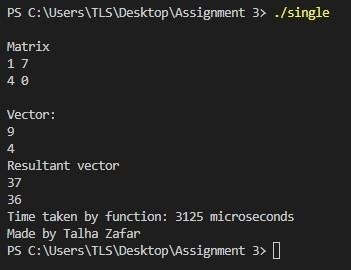 PS C:\Users\TLS\Desktop\Assignment 3> ./single
Matrix
1 7
4 0
Vector:
9
4
Resultant vector
37
36
Time taken by function: 3125 microseconds
Made by Talha Zafar
PS C:\Users\TLS\Desktop\Assignment 3>